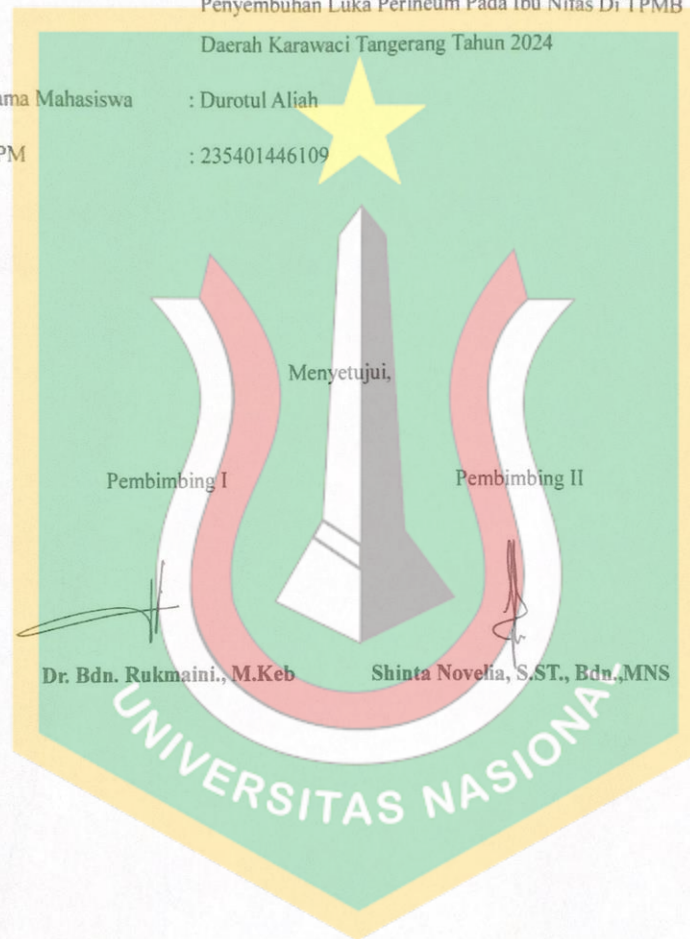 Penyembuhan Luka Perineum Pada Ibu Nifas Di TPMB
Daerah Karawaci Tangerang Tahun 2024
ama Mahasiswa : Durotul Aliah
PM : 235401446109
Menyetujui,
Pembimbing I Pembimbing II
Dr. Bdn. Rukmaini., M.Keb Shinta Novelia, S.ST., Bdn.,MNS
UNIVERSITAS NASIONAL